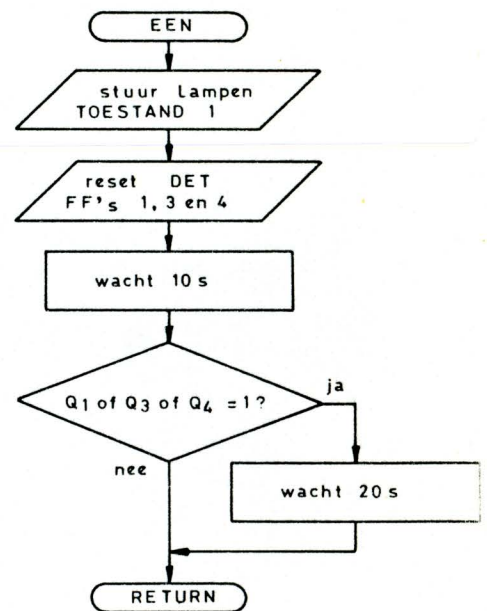 EEN
stuur lampen
TOESTAND 1
reset DET
FF's 1, 3 en 4
wacht 10 s
Q1 of Q3 of Q4 = 1?
ja
nee
wacht 20 s
RETURN